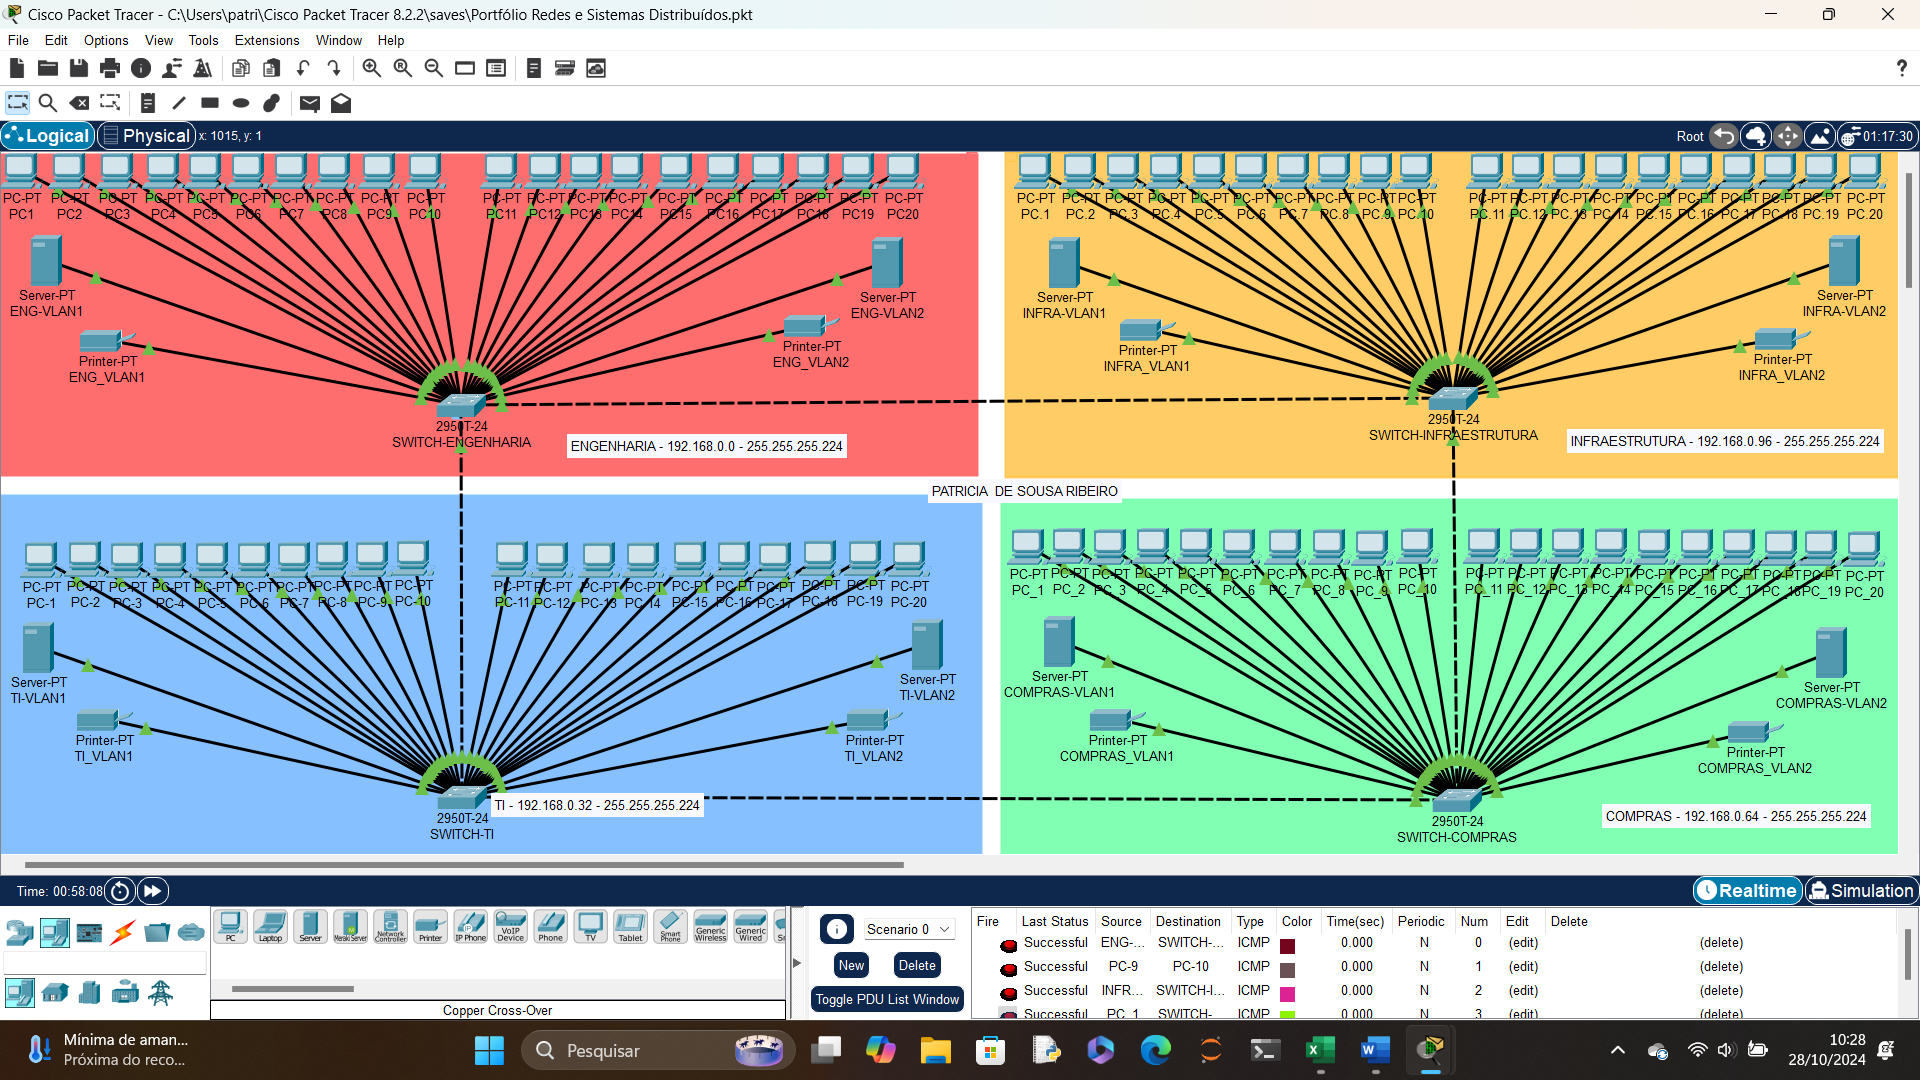 Cisco Packet Tracer - C:\Users\patri\Cisco Packet Tracer 8.2.2\saves\Portfólio Redes e Sistemas Distribuídos.pkt
File Edit Options View Tools Extensions Window Help
Logical Physical x: 1015, y: 1 Root 01:17:30
PC-PT PC-PT PC-PT PC-PT PC-PT PC-PT PC-PT PC-PT PC-PT PC-PT PC-PT PC-PT PC-PT PC-PT PC-PT PC-PT PC-PT PC-PT PC-PT PC-PT
PC1 PC2 PC3 PC4 PC5 PC6 PC7 PC8 PC9 PC10 PC11 PC12 PC13 PC14 PC15 PC16 PC17 PC18 PC19 PC20
Server-PT
ENG-VLAN1
Server-PT
ENG-VLAN2
Printer-PT
ENG_VLAN1
Printer-PT
ENG_VLAN2
2950T-24
SWITCH-ENGENHARIA
ENGENHARIA - 192.168.0.0 - 255.255.255.224
PC-PT PC-PT PC-PT PC-PT PC-PT PC-PT PC-PT PC-PT PC-PT PC-PT PC-PT PC-PT PC-PT PC-PT PC-PT PC-PT PC-PT PC-PT PC-PT PC-PT
PC.1 PC.2 PC.3 PC.4 PC.5 PC.6 PC.7 PC.8 PC.9 PC.10 PC.11 PC.12 PC.13 PC.14 PC.15 PC.16 PC.17 PC.18 PC.19 PC.20
Server-PT
INFRA-VLAN1
Server-PT
INFRA-VLAN2
Printer-PT
INFRA_VLAN1
Printer-PT
INFRA_VLAN2
2950T-24
SWITCH-INFRAESTRUTURA
INFRAESTRUTURA - 192.168.0.96 - 255.255.255.224
PATRICIA DE SOUSA RIBEIRO
PC-PT PC-PT PC-PT PC-PT PC-PT PC-PT PC-PT PC-PT PC-PT PC-PT PC-PT PC-PT PC-PT PC-PT PC-PT PC-PT PC-PT PC-PT PC-PT PC-PT
PC-1 PC-2 PC-3 PC-4 PC-5 PC-6 PC-7 PC-8 PC-9 PC-10 PC-11 PC-12 PC-13 PC-14 PC-15 PC-16 PC-17 PC-18 PC-19 PC-20
Server-PT
TI-VLAN1
Server-PT
TI-VLAN2
Printer-PT
TI_VLAN1
Printer-PT
TI_VLAN2
2950T-24
SWITCH-TI
TI - 192.168.0.32 - 255.255.255.224
PC-PT PC-PT PC-PT PC-PT PC-PT PC-PT PC-PT PC-PT PC-PT PC-PT PC-PT PC-PT PC-PT PC-PT PC-PT PC-PT PC-PT PC-PT PC-PT PC-PT
PC_1 PC_2 PC_3 PC_4 PC_5 PC_6 PC_7 PC_8 PC_9 PC_10 PC_11 PC_12 PC_13 PC_14 PC_15 PC_16 PC_17 PC_18 PC_19 PC_20
Server-PT
COMPRAS-VLAN1
Server-PT
COMPRAS-VLAN2
Printer-PT
COMPRAS_VLAN1
Printer-PT
COMPRAS_VLAN2
2950T-24
SWITCH-COMPRAS
COMPRAS - 192.168.0.64 - 255.255.255.224
Time: 00:58:08 Realtime Simulation
PC Laptop Server Meraki Server Network Controller Printer IP Phone VoIP Device Phone TV Tablet Smart Phone Generic Wireless Generic Wired
Copper Cross-Over
Scenario 0
New Delete
Toggle PDU List Window
Fire Last Status Source Destination Type Color Time(sec) Periodic Num Edit Delete
Successful ENG-... SWITCH-... ICMP 0.000 N 0 (edit) (delete)
Successful PC-9 PC-10 ICMP 0.000 N 1 (edit) (delete)
Successful INFR... SWITCH-I... ICMP 0.000 N 2 (edit) (delete)
Successful PC_1 SWITCH- ICMP 0.000 N 3 (edit) (delete)
Mínima de aman...
Próxima do reco...
Pesquisar
10:28
28/10/2024